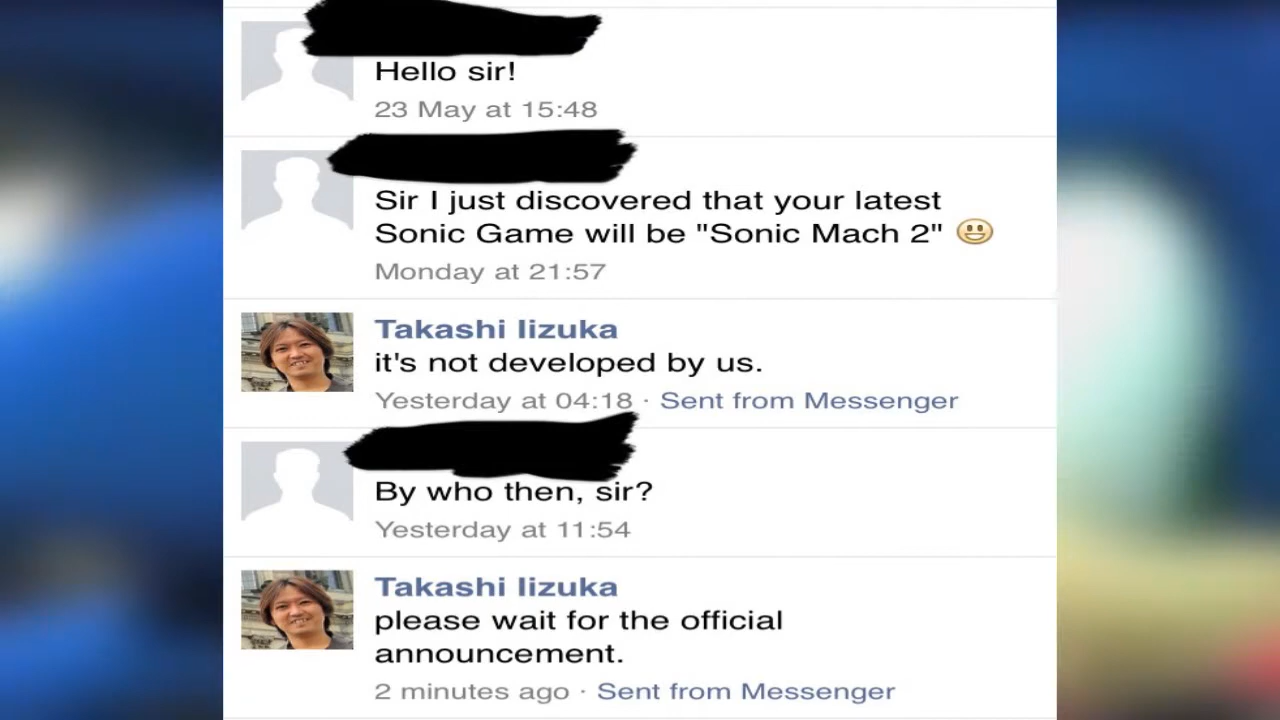 Hello sir!
23 May at 15:48
Sir I just discovered that your latest
Sonic Game will be "Sonic Mach 2" 😃
Monday at 21:57
Takashi Iizuka
it's not developed by us.
Yesterday at 04:18 · Sent from Messenger
By who then, sir?
Yesterday at 11:54
Takashi Iizuka
please wait for the official
announcement.
2 minutes ago · Sent from Messenger